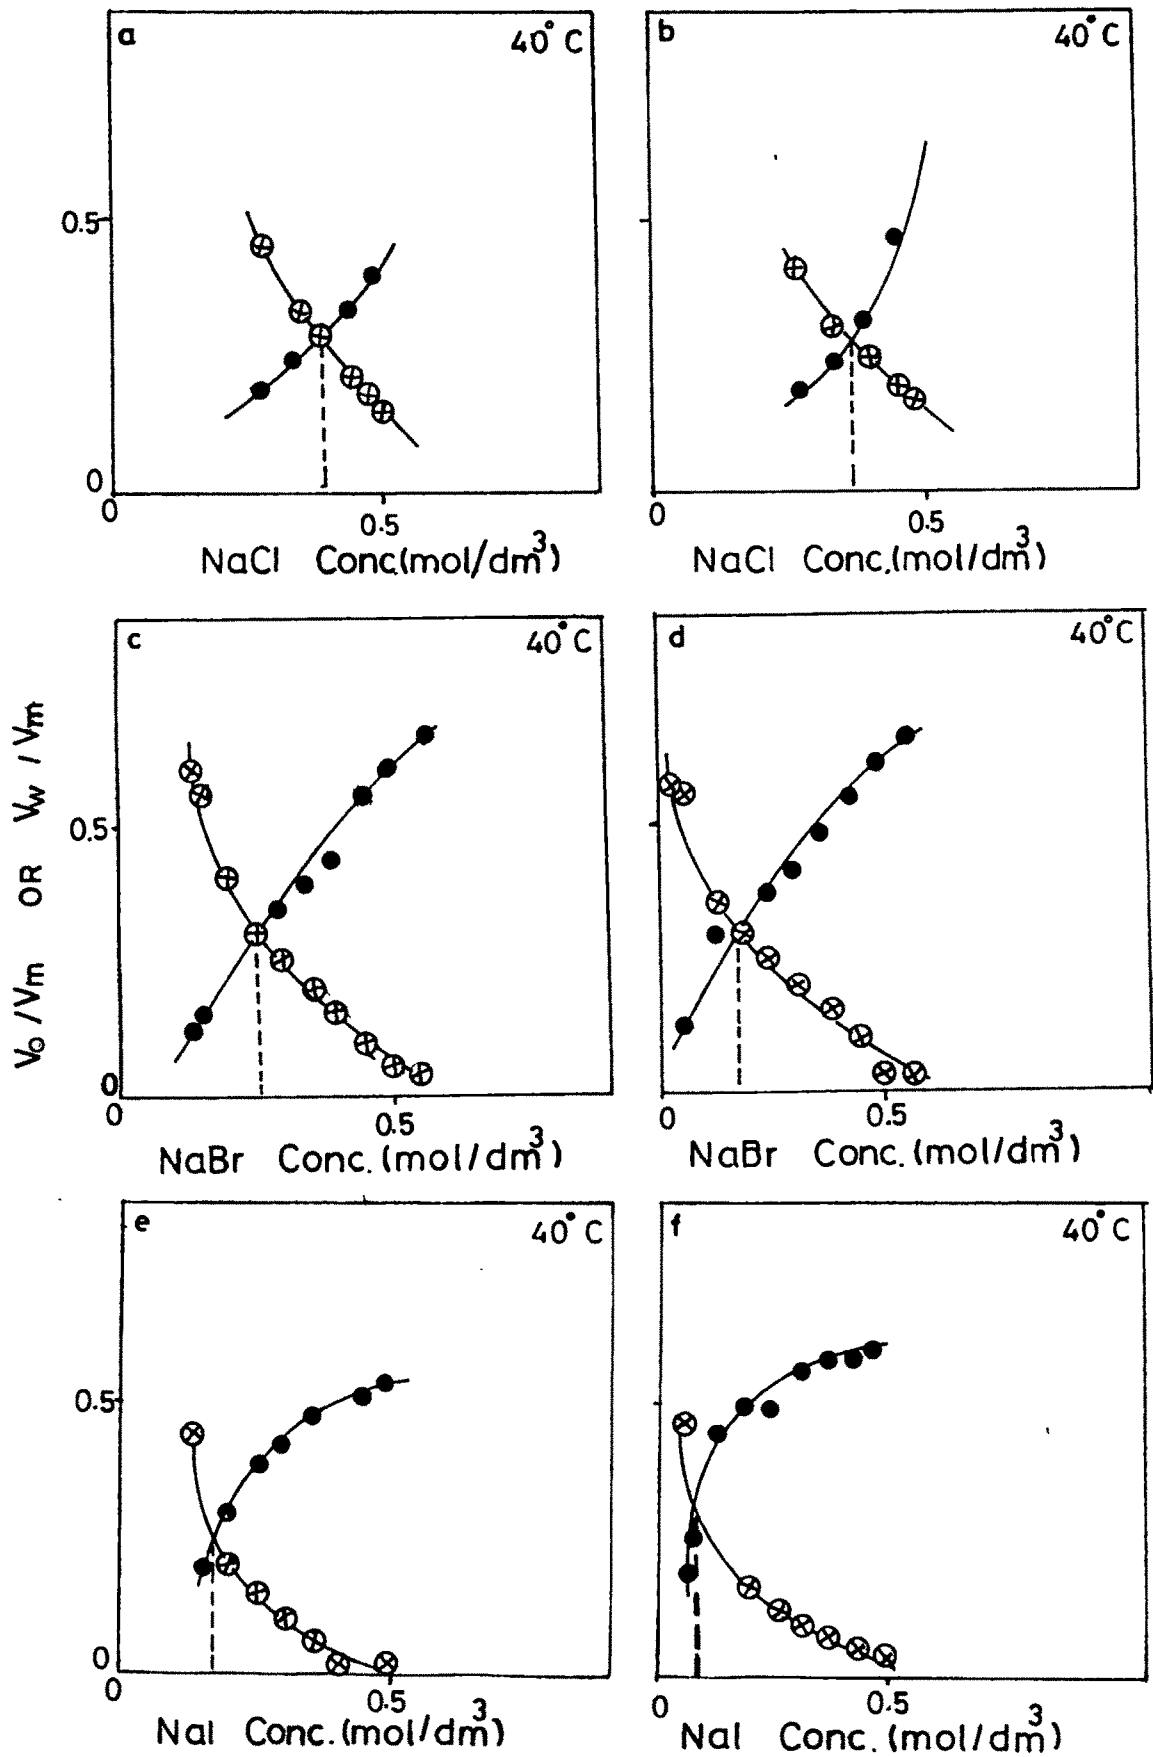 a 40°C
0.5
0
0 0.5
NaCl Conc.(mol/dm³)
b 40°C
0 0.5
NaCl Conc.(mol/dm³)
V₀/Vm OR Vw/Vm
c 40°C
0.5
0
0 0.5
NaBr Conc.(mol/dm³)
d 40°C
0 0.5
NaBr Conc.(mol/dm³)
e 40°C
0.5
0
0 0.5
NaI Conc.(mol/dm³)
f 40°C
0 0.5
NaI Conc.(mol/dm³)